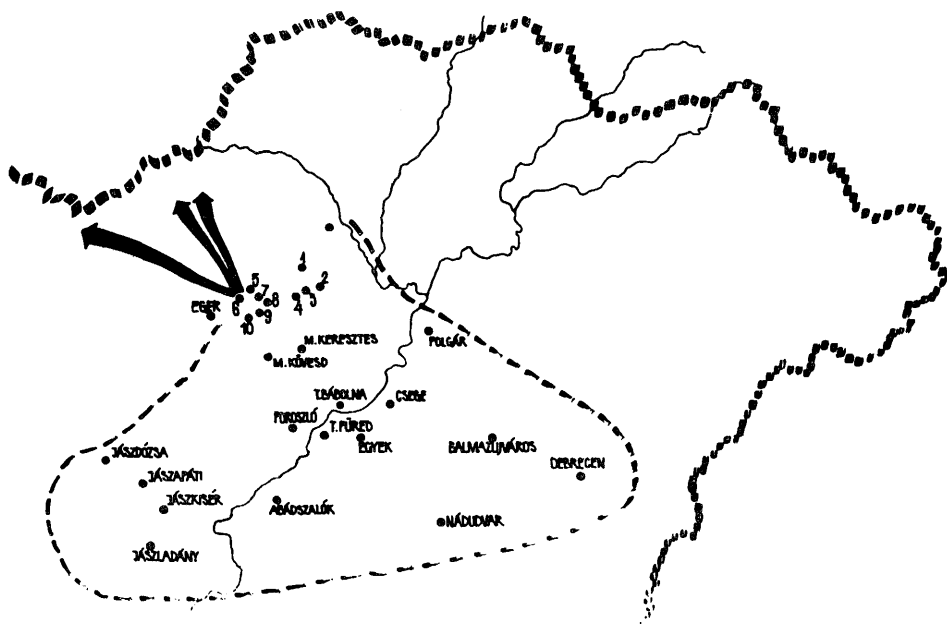 1
2
5
7
3
4
8
6
EGER
9
10
M. KERESZTES
POLGÁR
M. KÖVESD
T. BÁBOLNA
CSEGE
POROSZLÓ
T. FÜRED
EGYEK
BALMAZÚJVÁROS
JÁSZDÓZSA
DEBRECEN
JÁSZAPÁTI
JÁSZKISÉR
ABÁDSZALÓK
NÁDUDVAR
JÁSZLADÁNY